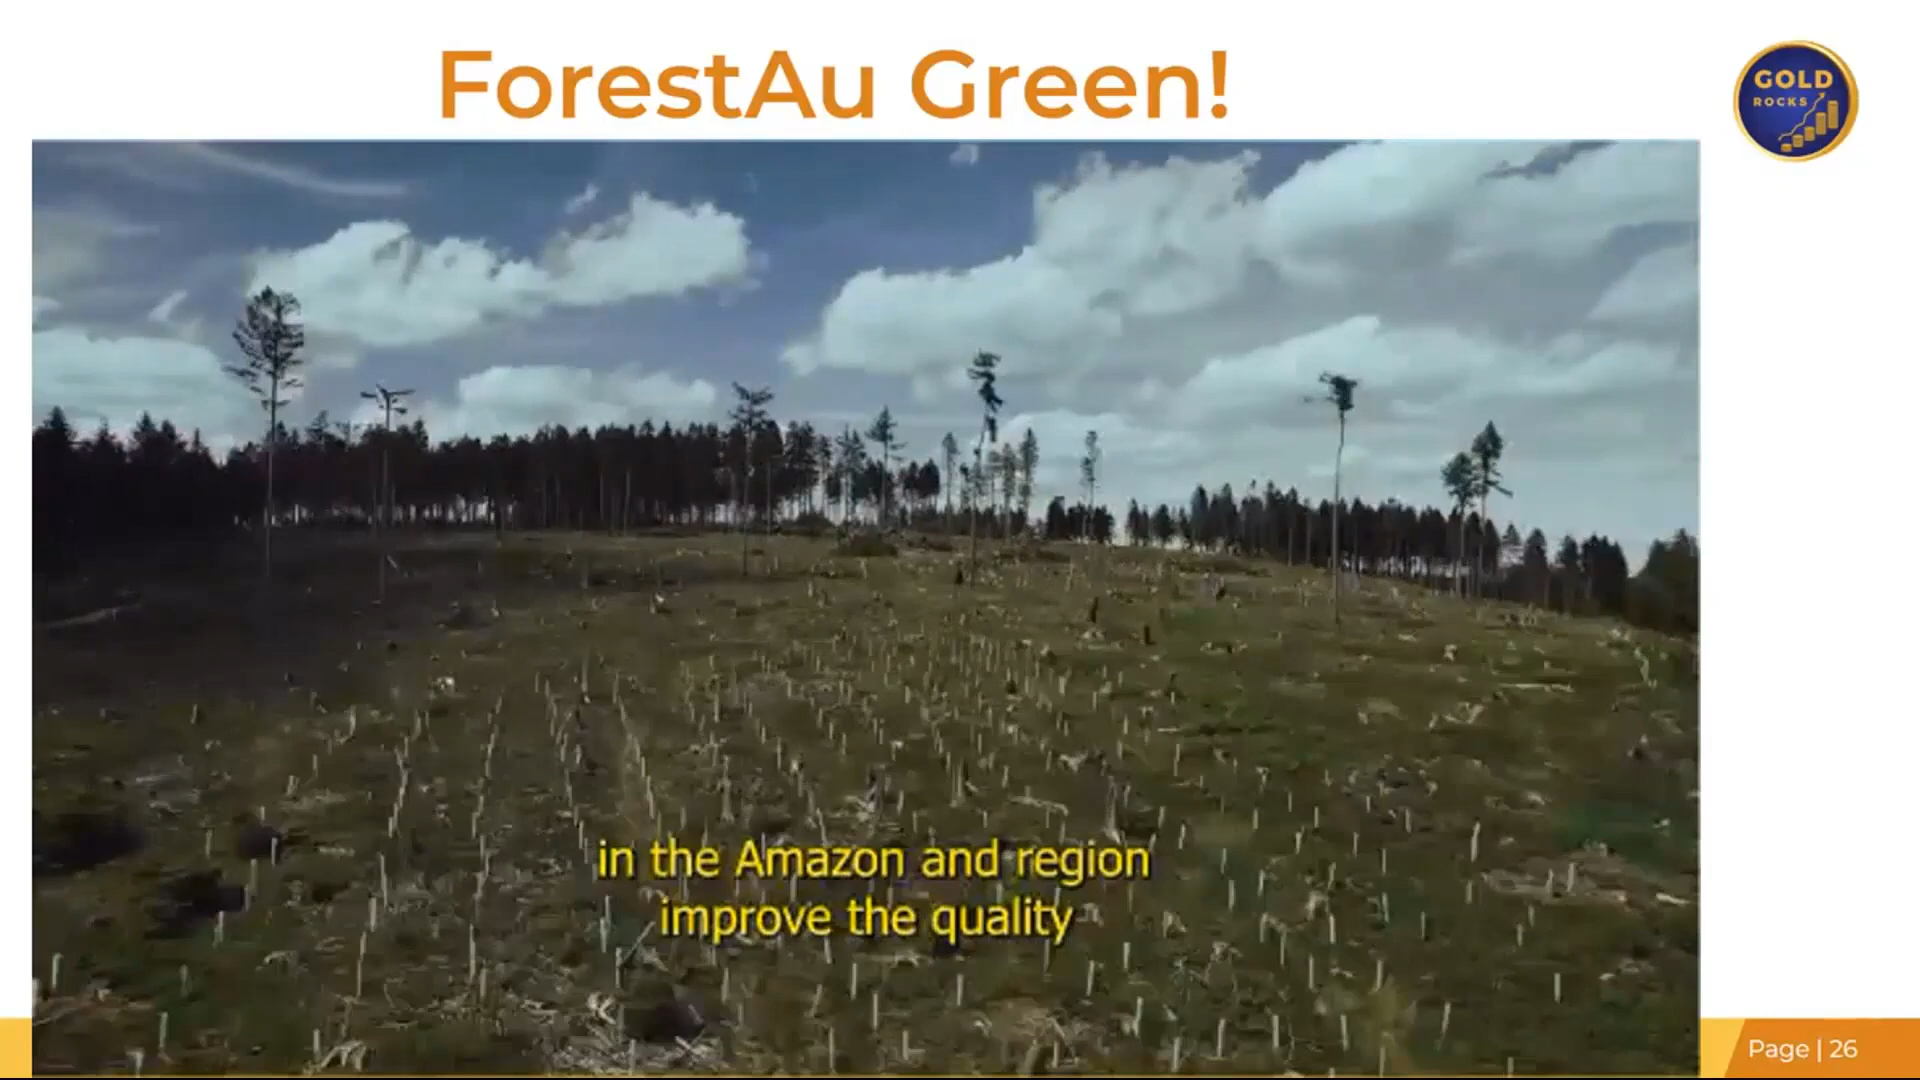 ForestAu Green!
GOLD
ROCKS
in the Amazon and region
improve the quality
Page | 26